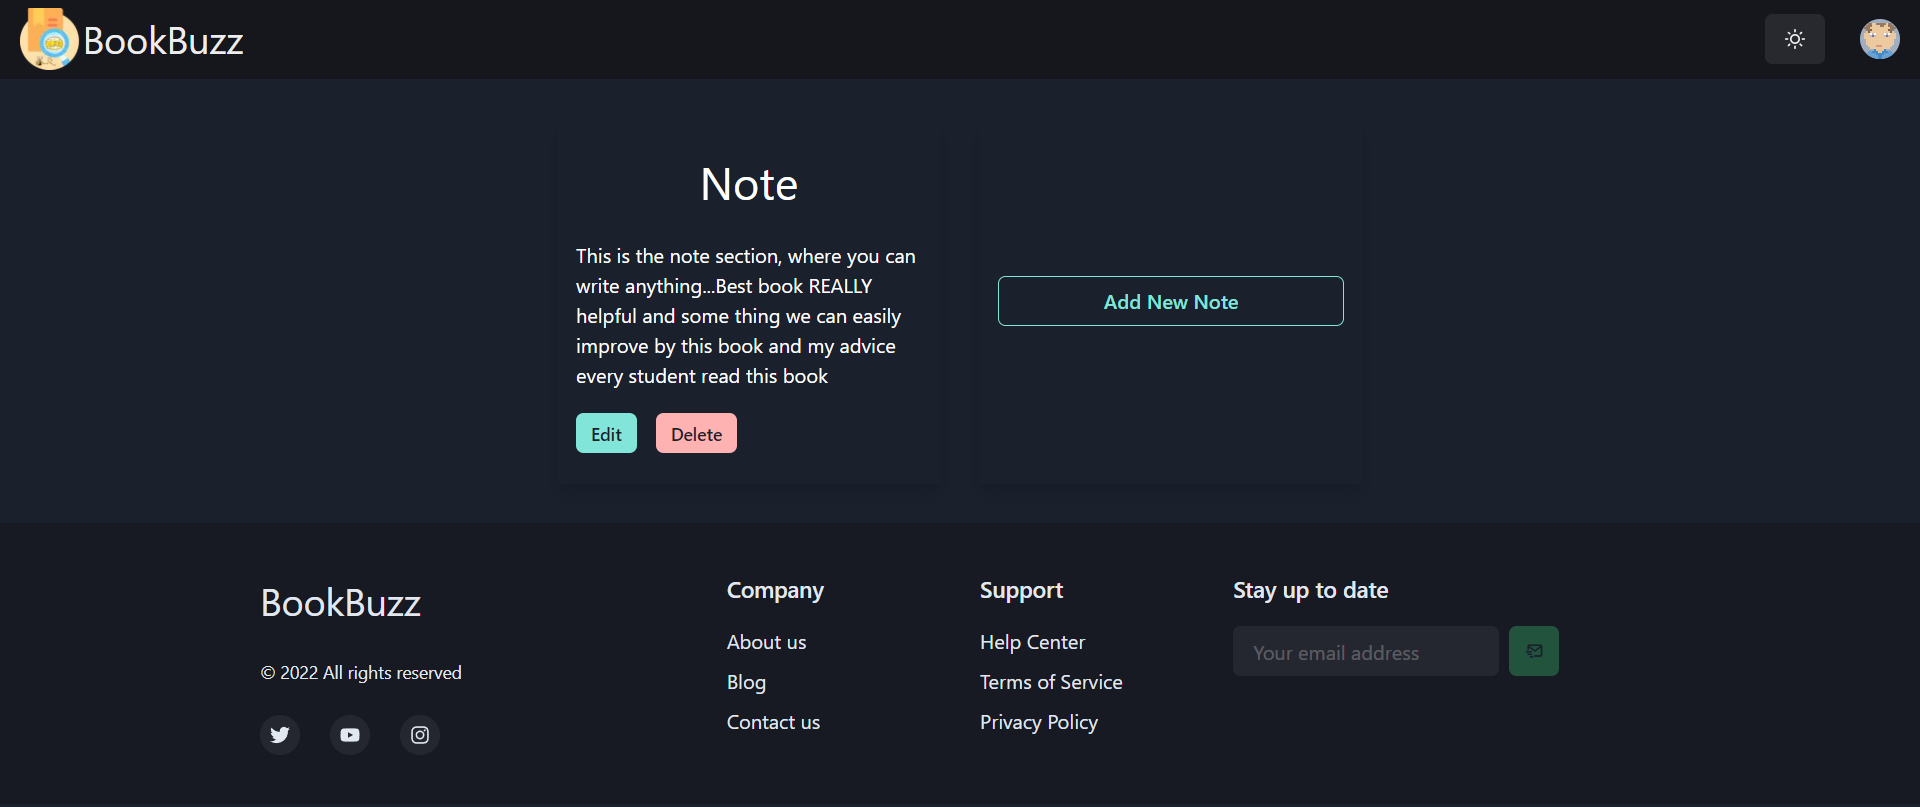 BookBuzz
Note
This is the note section, where you can
write anything...Best book REALLY
helpful and some thing we can easily
improve by this book and my advice
every student read this book
Edit
Delete
Add New Note
BookBuzz
© 2022 All rights reserved
Company
About us
Blog
Contact us
Support
Help Center
Terms of Service
Privacy Policy
Stay up to date
Your email address